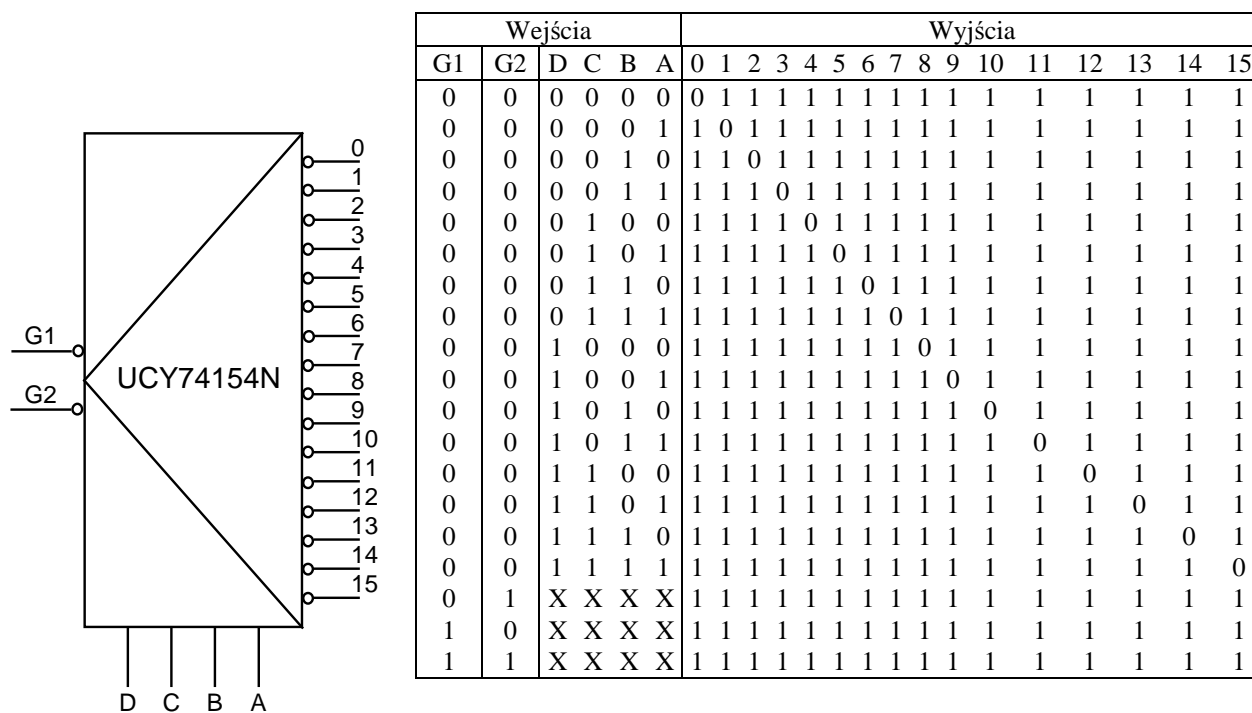 0
1
2
3
4
5
6
7
8
9
10
11
12
13
14
15
G1
G2
UCY74154N
D C B A
Wejścia Wyjścia
G1 G2 D C B A 0 1 2 3 4 5 6 7 8 9 10 11 12 13 14 15
0 0 0 0 0 0 0 1 1 1 1 1 1 1 1 1 1 1 1 1 1 1
0 0 0 0 0 1 1 0 1 1 1 1 1 1 1 1 1 1 1 1 1 1
0 0 0 0 1 0 1 1 0 1 1 1 1 1 1 1 1 1 1 1 1 1
0 0 0 0 1 1 1 1 1 0 1 1 1 1 1 1 1 1 1 1 1 1
0 0 0 1 0 0 1 1 1 1 0 1 1 1 1 1 1 1 1 1 1 1
0 0 0 1 0 1 1 1 1 1 1 0 1 1 1 1 1 1 1 1 1 1
0 0 0 1 1 0 1 1 1 1 1 1 0 1 1 1 1 1 1 1 1 1
0 0 0 1 1 1 1 1 1 1 1 1 1 0 1 1 1 1 1 1 1 1
0 0 1 0 0 0 1 1 1 1 1 1 1 1 0 1 1 1 1 1 1 1
0 0 1 0 0 1 1 1 1 1 1 1 1 1 1 0 1 1 1 1 1 1
0 0 1 0 1 0 1 1 1 1 1 1 1 1 1 1 0 1 1 1 1 1
0 0 1 0 1 1 1 1 1 1 1 1 1 1 1 1 1 0 1 1 1 1
0 0 1 1 0 0 1 1 1 1 1 1 1 1 1 1 1 1 0 1 1 1
0 0 1 1 0 1 1 1 1 1 1 1 1 1 1 1 1 1 1 0 1 1
0 0 1 1 1 0 1 1 1 1 1 1 1 1 1 1 1 1 1 1 0 1
0 0 1 1 1 1 1 1 1 1 1 1 1 1 1 1 1 1 1 1 1 0
0 1 X X X X 1 1 1 1 1 1 1 1 1 1 1 1 1 1 1 1
1 0 X X X X 1 1 1 1 1 1 1 1 1 1 1 1 1 1 1 1
1 1 X X X X 1 1 1 1 1 1 1 1 1 1 1 1 1 1 1 1